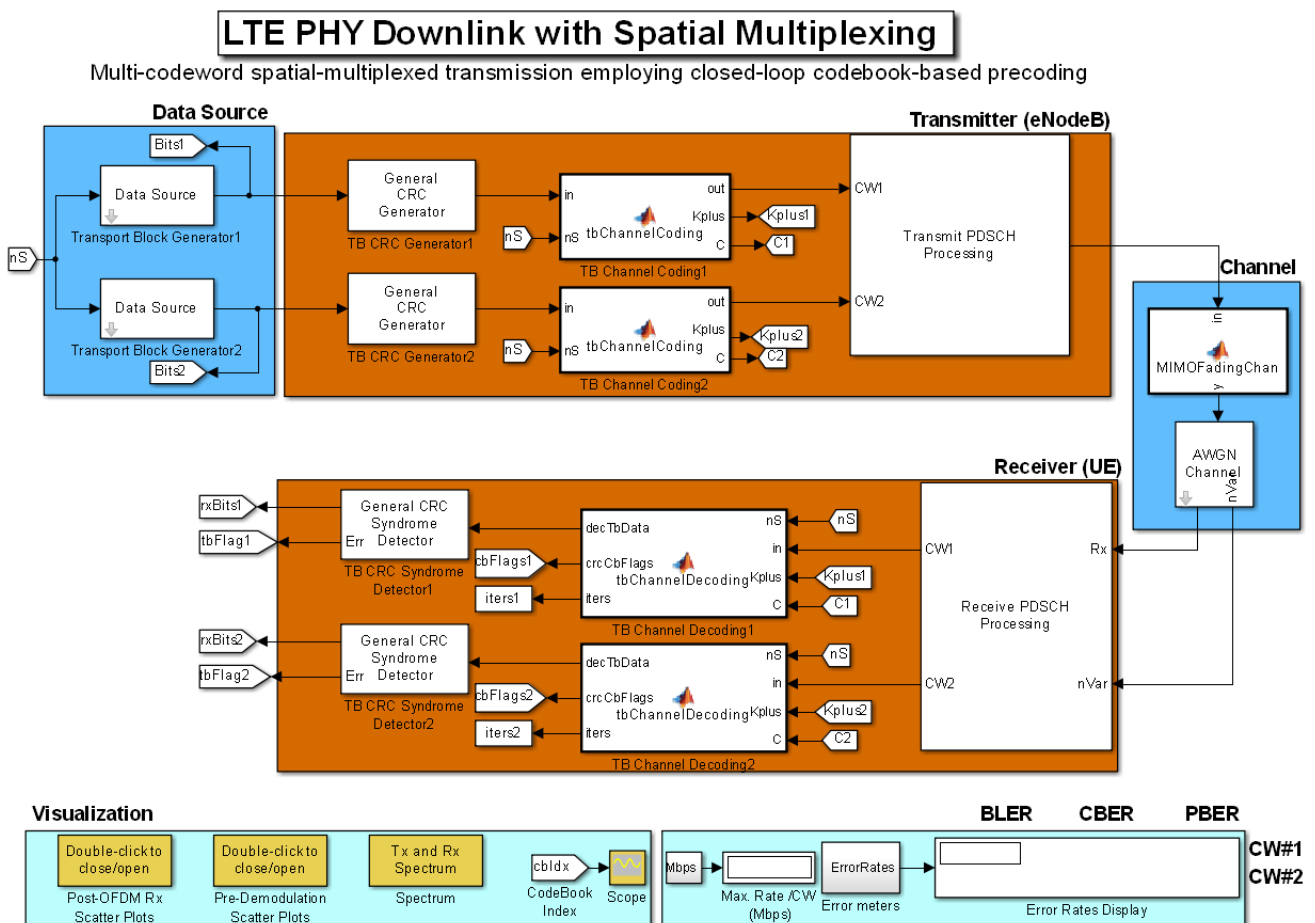 LTE PHY Downlink with Spatial Multiplexing
Multi-codeword spatial-multiplexed transmission employing closed-loop codebook-based precoding
Data Source
Transmitter (eNodeB)
Bits1
Data Source
Transport Block Generator1
nS
Data Source
Transport Block Generator2
Bits2
General
CRC
Generator
TB CRC Generator1
General
CRC
Generator
TB CRC Generator2
nS
in
nS
out
Kplus
C
tbChannelCoding
TB Channel Coding1
Kplus1
C1
nS
in
nS
out
Kplus
C
tbChannelCoding
TB Channel Coding2
Kplus2
C2
CW1
CW2
Transmit PDSCH
Processing
Channel
in
MIMOFadingChan
y
AWGN
Channel
nVar
Receiver (UE)
rxBits1
tbFlag1
General CRC
Syndrome
Detector
Err
TB CRC Syndrome
Detector1
cbFlags1
iters1
decTbData
crcCbFlags
iters
nS
in
Kplus
C
tbChannelDecoding
TB Channel Decoding1
nS
Kplus1
C1
rxBits2
tbFlag2
General CRC
Syndrome
Detector
Err
TB CRC Syndrome
Detector2
cbFlags2
iters2
decTbData
crcCbFlags
iters
nS
in
Kplus
C
tbChannelDecoding
TB Channel Decoding2
nS
Kplus2
C2
CW1
CW2
Receive PDSCH
Processing
Rx
nVar
Visualization
Double-click to
close/open
Post-OFDM Rx
Scatter Plots
Double-click to
close/open
Pre-Demodulation
Scatter Plots
Tx and Rx
Spectrum
Spectrum
cbIdx
CodeBook
Index
Scope
Mbps
Max. Rate /CW
(Mbps)
ErrorRates
Error meters
BLER CBER PBER
CW#1
CW#2
Error Rates Display